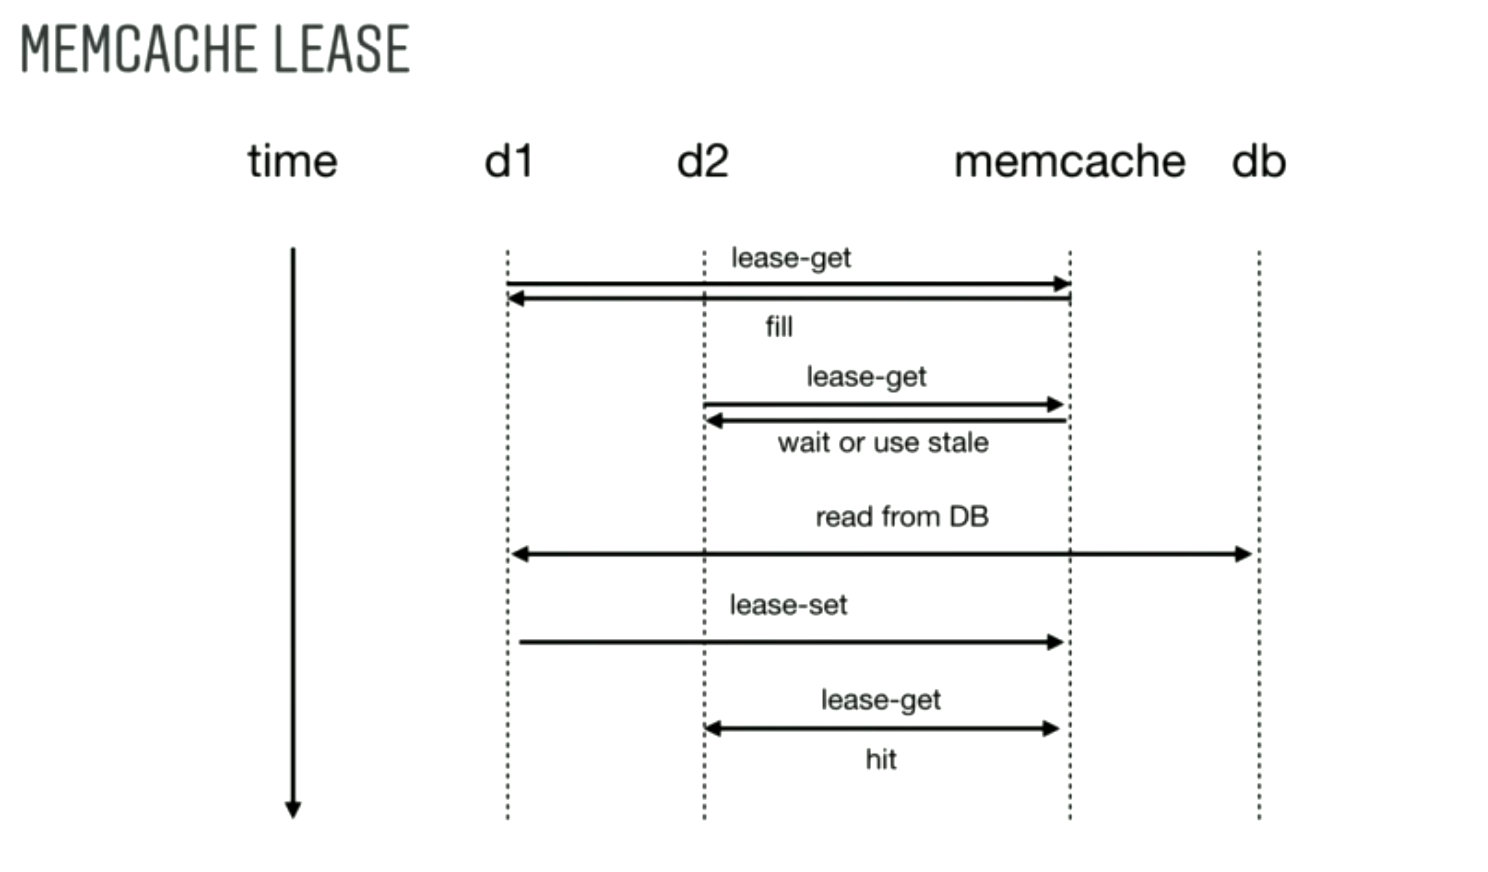 MEMCACHE LEASE
time d1 d2 memcache db
lease-get
fill
lease-get
wait or use stale
read from DB
lease-set
lease-get
hit